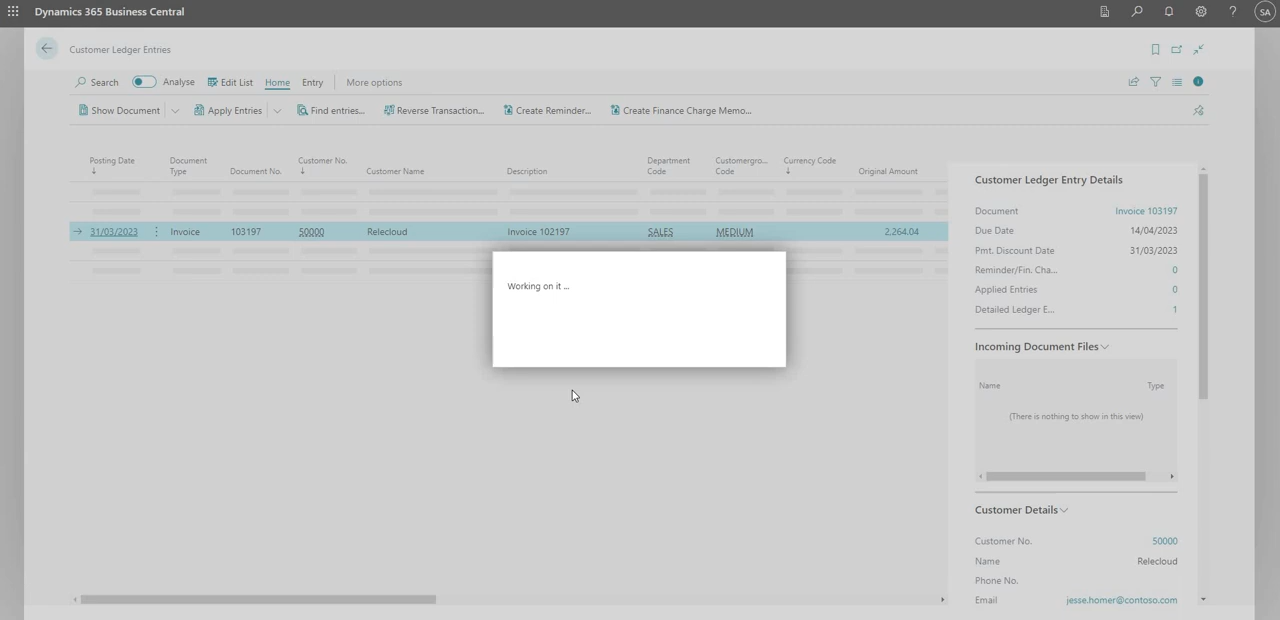 Dynamics 365 Business Central
SA
Customer Ledger Entries
Search Analyse Edit List Home Entry More options
Show Document Apply Entries Find entries... Reverse Transaction... Create Reminder... Create Finance Charge Memo...
Posting Date Document Type Document No. Customer No. Customer Name Description Department Code Customergro... Code Currency Code Original Amount
31/03/2023 Invoice 103197 50000 Relecloud Invoice 102197 SALES MEDIUM 2,264.04
Working on it ...
Customer Ledger Entry Details
Document Invoice 103197
Due Date 14/04/2023
Pmt. Discount Date 31/03/2023
Reminder/Fin. Cha... 0
Applied Entries 0
Detailed Ledger E... 1
Incoming Document Files
Name Type
(There is nothing to show in this view)
Customer Details
Customer No. 50000
Name Relecloud
Phone No.
Email jesse.homer@contoso.com